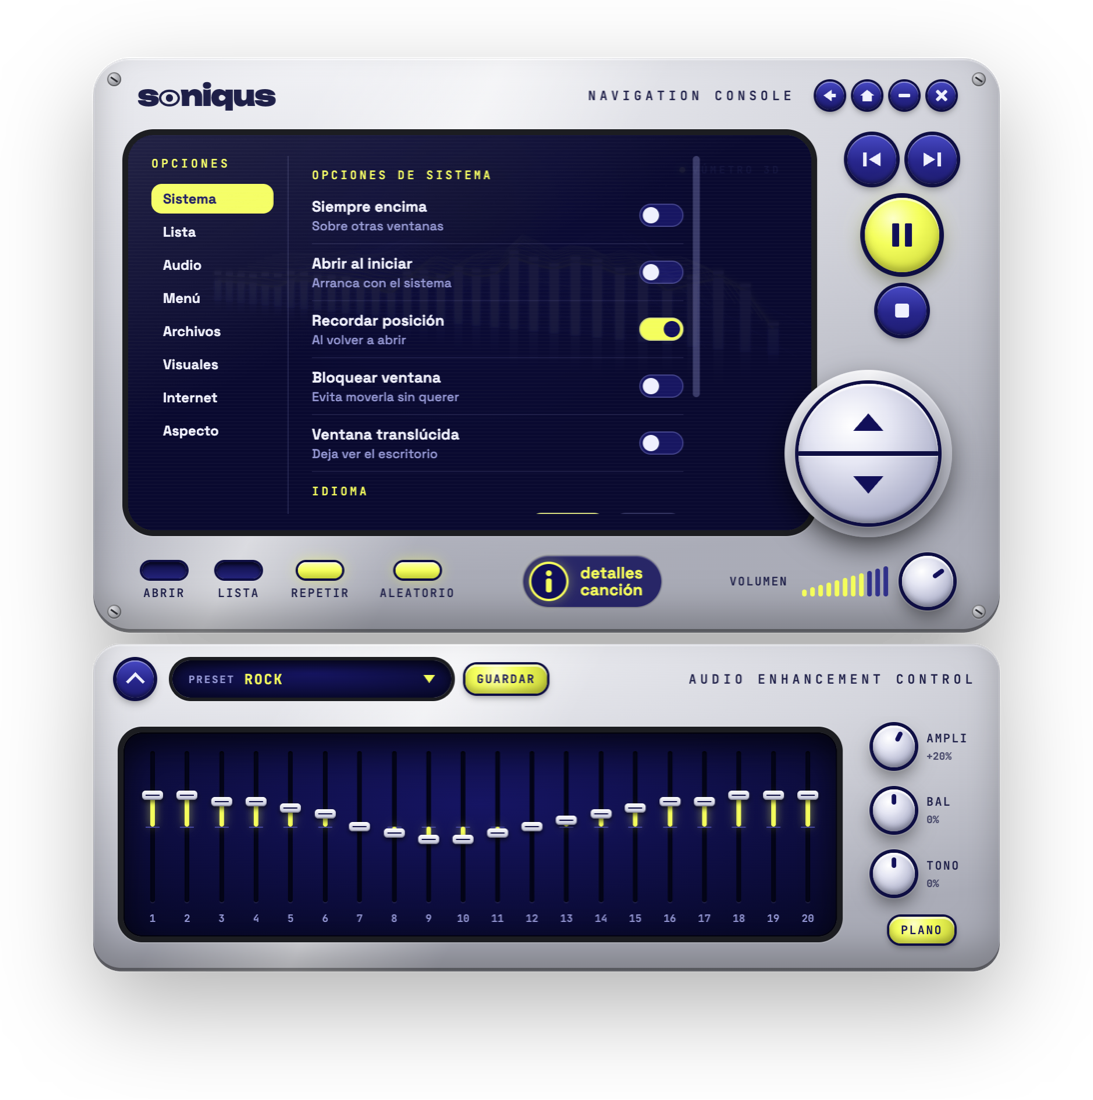 soniqus
NAVIGATION CONSOLE
OPCIONES
Sistema
Lista
Audio
Menú
Archivos
Visuales
Internet
Aspecto
OPCIONES DE SISTEMA
Siempre encima
Sobre otras ventanas
Abrir al iniciar
Arranca con el sistema
Recordar posición
Al volver a abrir
Bloquear ventana
Evita moverla sin querer
Ventana translúcida
Deja ver el escritorio
IDIOMA
ABRIR
LISTA
REPETIR
ALEATORIO
detalles
canción
VOLUMEN
PRESET ROCK
GUARDAR
AUDIO ENHANCEMENT CONTROL
1 2 3 4 5 6 7 8 9 10 11 12 13 14 15 16 17 18 19 20
AMPLI
+20%
BAL
0%
TONO
0%
PLANO